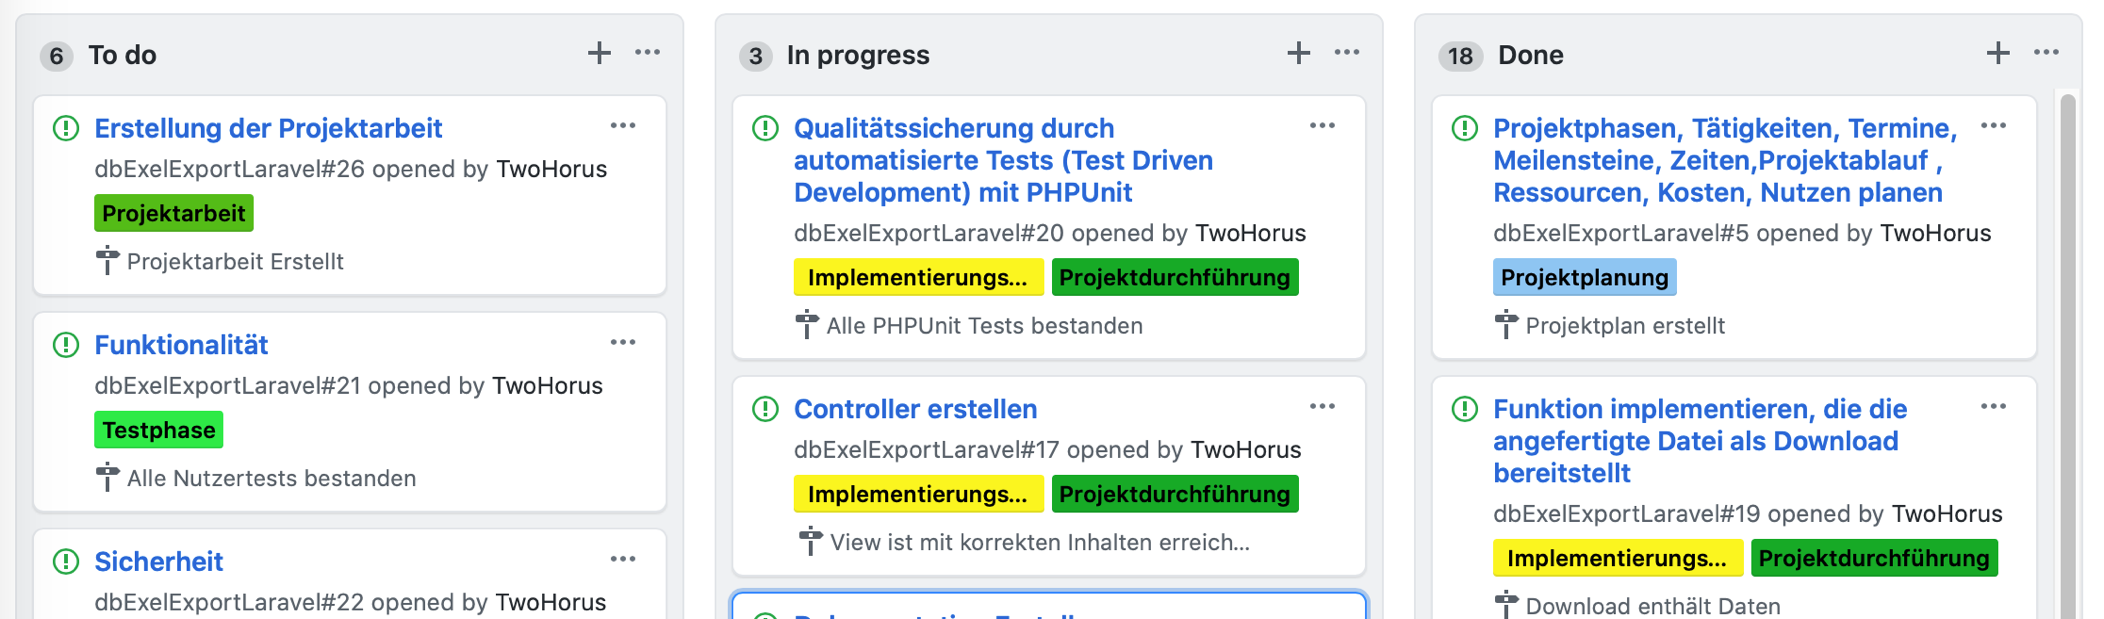 6 To do
Erstellung der Projektarbeit
dbExelExportLaravel#26 opened by TwoHorus
Projektarbeit
Projektarbeit Erstellt
Funktionalität
dbExelExportLaravel#21 opened by TwoHorus
Testphase
Alle Nutzertests bestanden
Sicherheit
dbExelExportLaravel#22 opened by TwoHorus
3 In progress
Qualitätssicherung durch
automatisierte Tests (Test Driven
Development) mit PHPUnit
dbExelExportLaravel#20 opened by TwoHorus
Implementierungs... Projektdurchführung
Alle PHPUnit Tests bestanden
Controller erstellen
dbExelExportLaravel#17 opened by TwoHorus
Implementierungs... Projektdurchführung
View ist mit korrekten Inhalten erreich...
18 Done
Projektphasen, Tätigkeiten, Termine,
Meilensteine, Zeiten,Projektablauf ,
Ressourcen, Kosten, Nutzen planen
dbExelExportLaravel#5 opened by TwoHorus
Projektplanung
Projektplan erstellt
Funktion implementieren, die die
angefertigte Datei als Download
bereitstellt
dbExelExportLaravel#19 opened by TwoHorus
Implementierungs... Projektdurchführung
Download enthält Daten